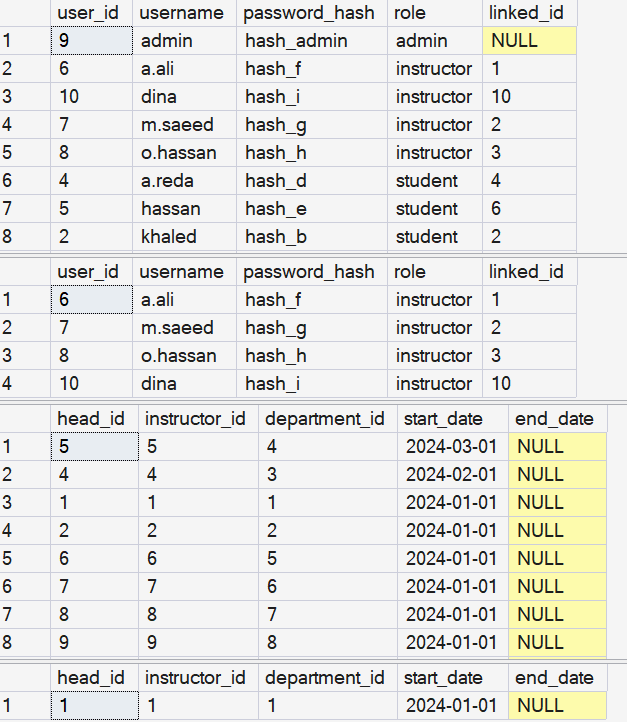 user_id username password_hash role linked_id
1 9 admin hash_admin admin NULL
2 6 a.ali hash_f instructor 1
3 10 dina hash_i instructor 10
4 7 m.saeed hash_g instructor 2
5 8 o.hassan hash_h instructor 3
6 4 a.reda hash_d student 4
7 5 hassan hash_e student 6
8 2 khaled hash_b student 2
user_id username password_hash role linked_id
1 6 a.ali hash_f instructor 1
2 7 m.saeed hash_g instructor 2
3 8 o.hassan hash_h instructor 3
4 10 dina hash_i instructor 10
head_id instructor_id department_id start_date end_date
1 5 5 4 2024-03-01 NULL
2 4 4 3 2024-02-01 NULL
3 1 1 1 2024-01-01 NULL
4 2 2 2 2024-01-01 NULL
5 6 6 5 2024-01-01 NULL
6 7 7 6 2024-01-01 NULL
7 8 8 7 2024-01-01 NULL
8 9 9 8 2024-01-01 NULL
head_id instructor_id department_id start_date end_date
1 1 1 1 2024-01-01 NULL